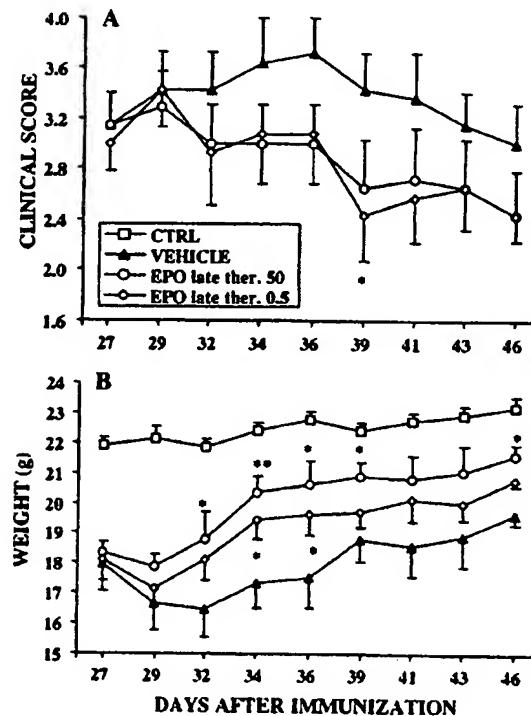 A
4.0
3.6
3.2
2.8
2.4
2.0
1.6
CLINICAL SCORE
CTRL
VEHICLE
EPO late ther. 50
EPO late ther. 0.5
*
27 29 32 34 36 39 41 43 46
B
23
22
21
20
19
18
17
16
15
WEIGHT (g)
* ** * * *
* *
27 29 32 34 36 39 41 43 46
DAYS AFTER IMMUNIZATION